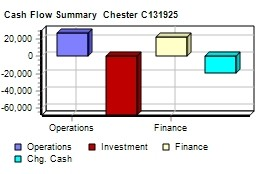 Cash Flow Summary  Chester C131925
20,000
0
-20,000
-40,000
-60,000
Operations Finance
Operations Investment Finance
Chg. Cash